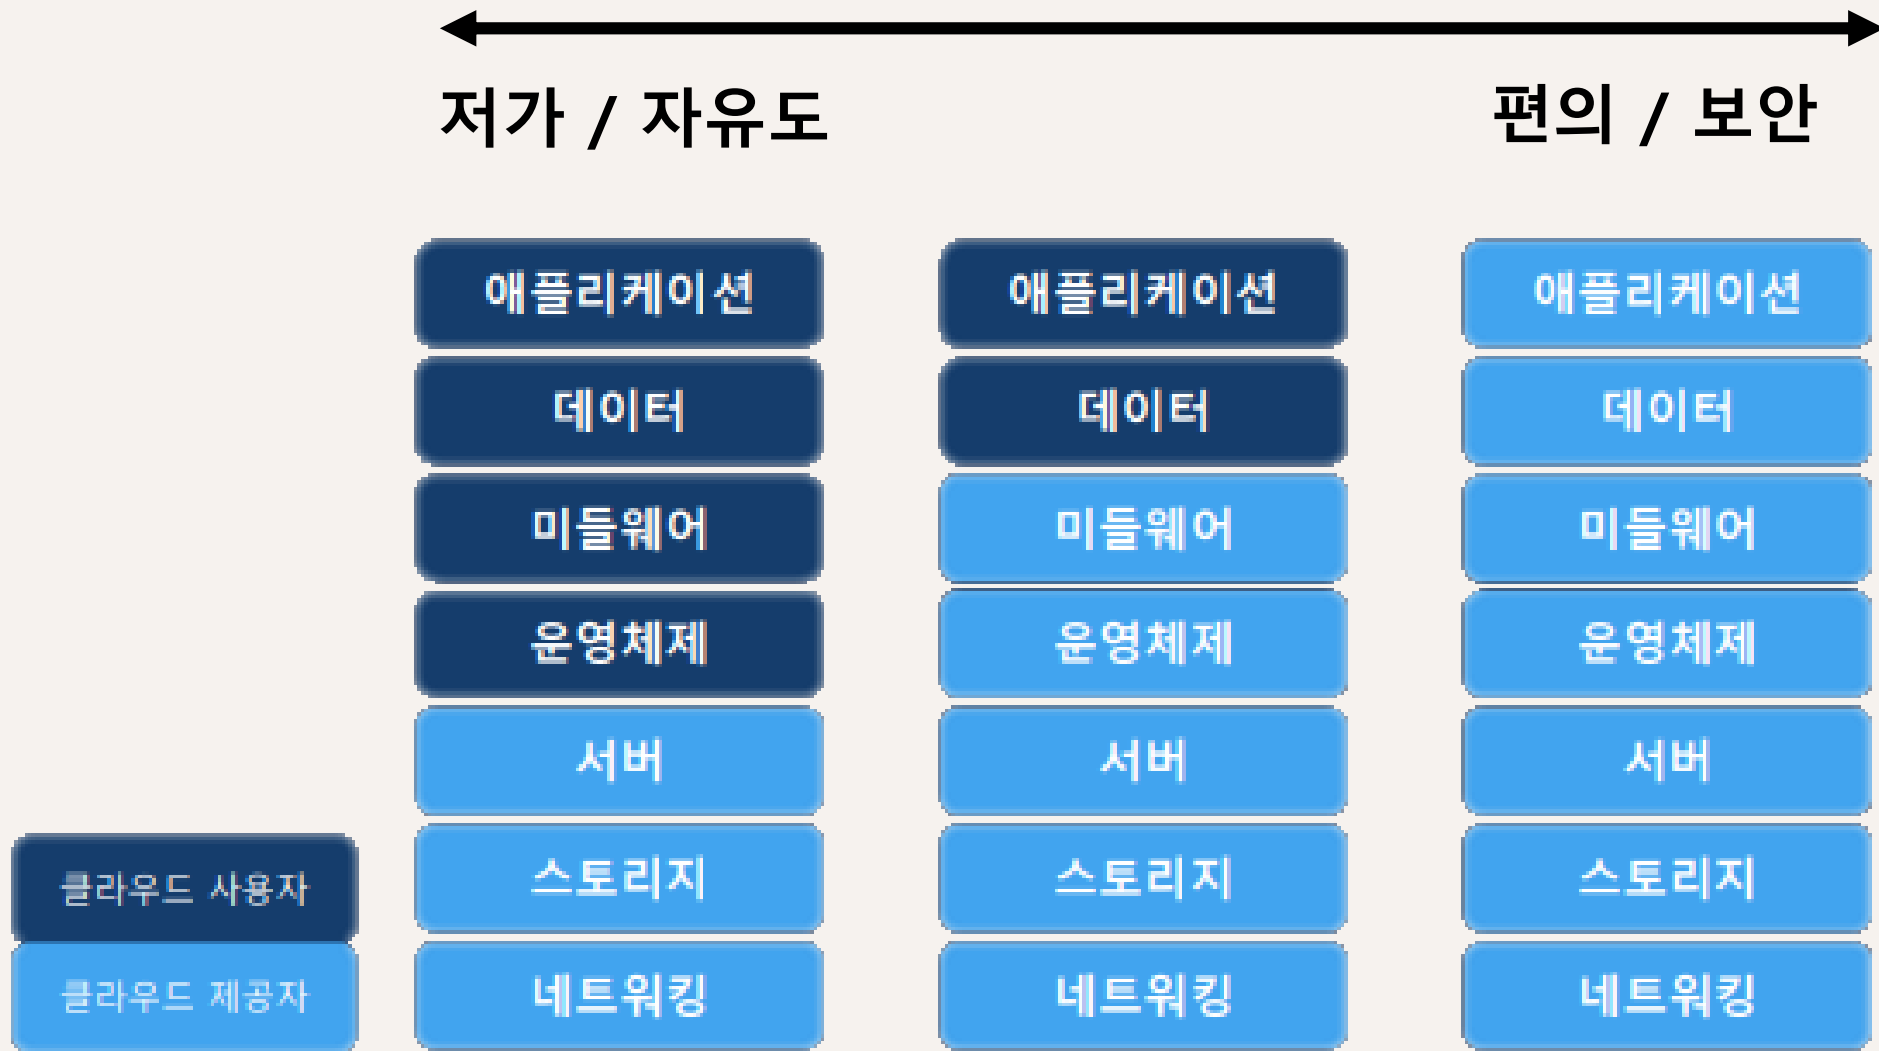 저가 / 자유도
편의 / 보안
애플리케이션
데이터
미들웨어
운영체제
서버
스토리지
네트워킹
애플리케이션
데이터
미들웨어
운영체제
서버
스토리지
네트워킹
애플리케이션
데이터
미들웨어
운영체제
서버
스토리지
네트워킹
클라우드 사용자
클라우드 제공자